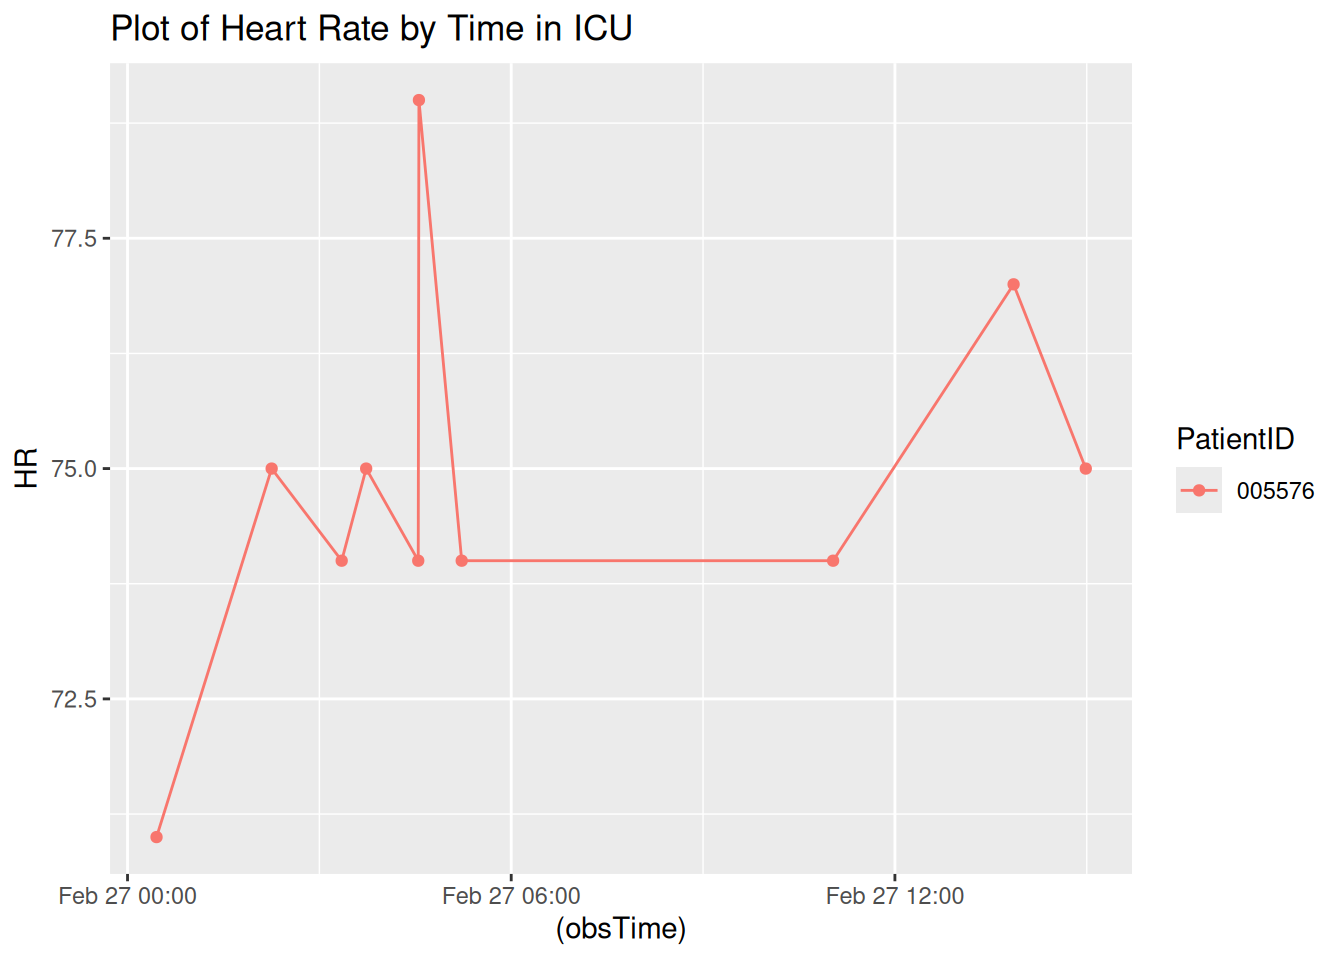 Plot of Heart Rate by Time in ICU
HR
77.5
75.0
72.5
Feb 27 00:00
Feb 27 06:00
Feb 27 12:00
(obsTime)
PatientID
005576